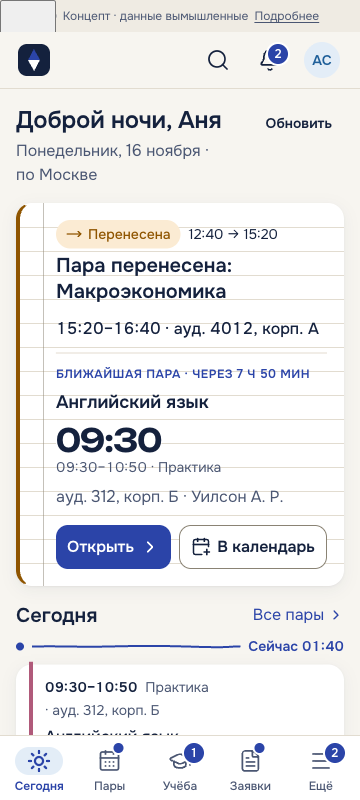 Концепт · данные вымышленные Подробнее
2
АС
Доброй ночи, Аня
Обновить
Понедельник, 16 ноября ·
по Москве
→ Перенесена 12:40 → 15:20
Пара перенесена:
Макроэкономика
15:20–16:40 · ауд. 4012, корп. А
БЛИЖАЙШАЯ ПАРА · ЧЕРЕЗ 7 Ч 50 МИН
Английский язык
09:30
09:30–10:50 · Практика
ауд. 312, корп. Б · Уилсон А. Р.
Открыть
В календарь
Сегодня
Все пары
Сейчас 01:40
09:30–10:50 Практика
· ауд. 312, корп. Б
Английский язык
1
2
Сегодня
Пары
Учёба
Заявки
Ещё